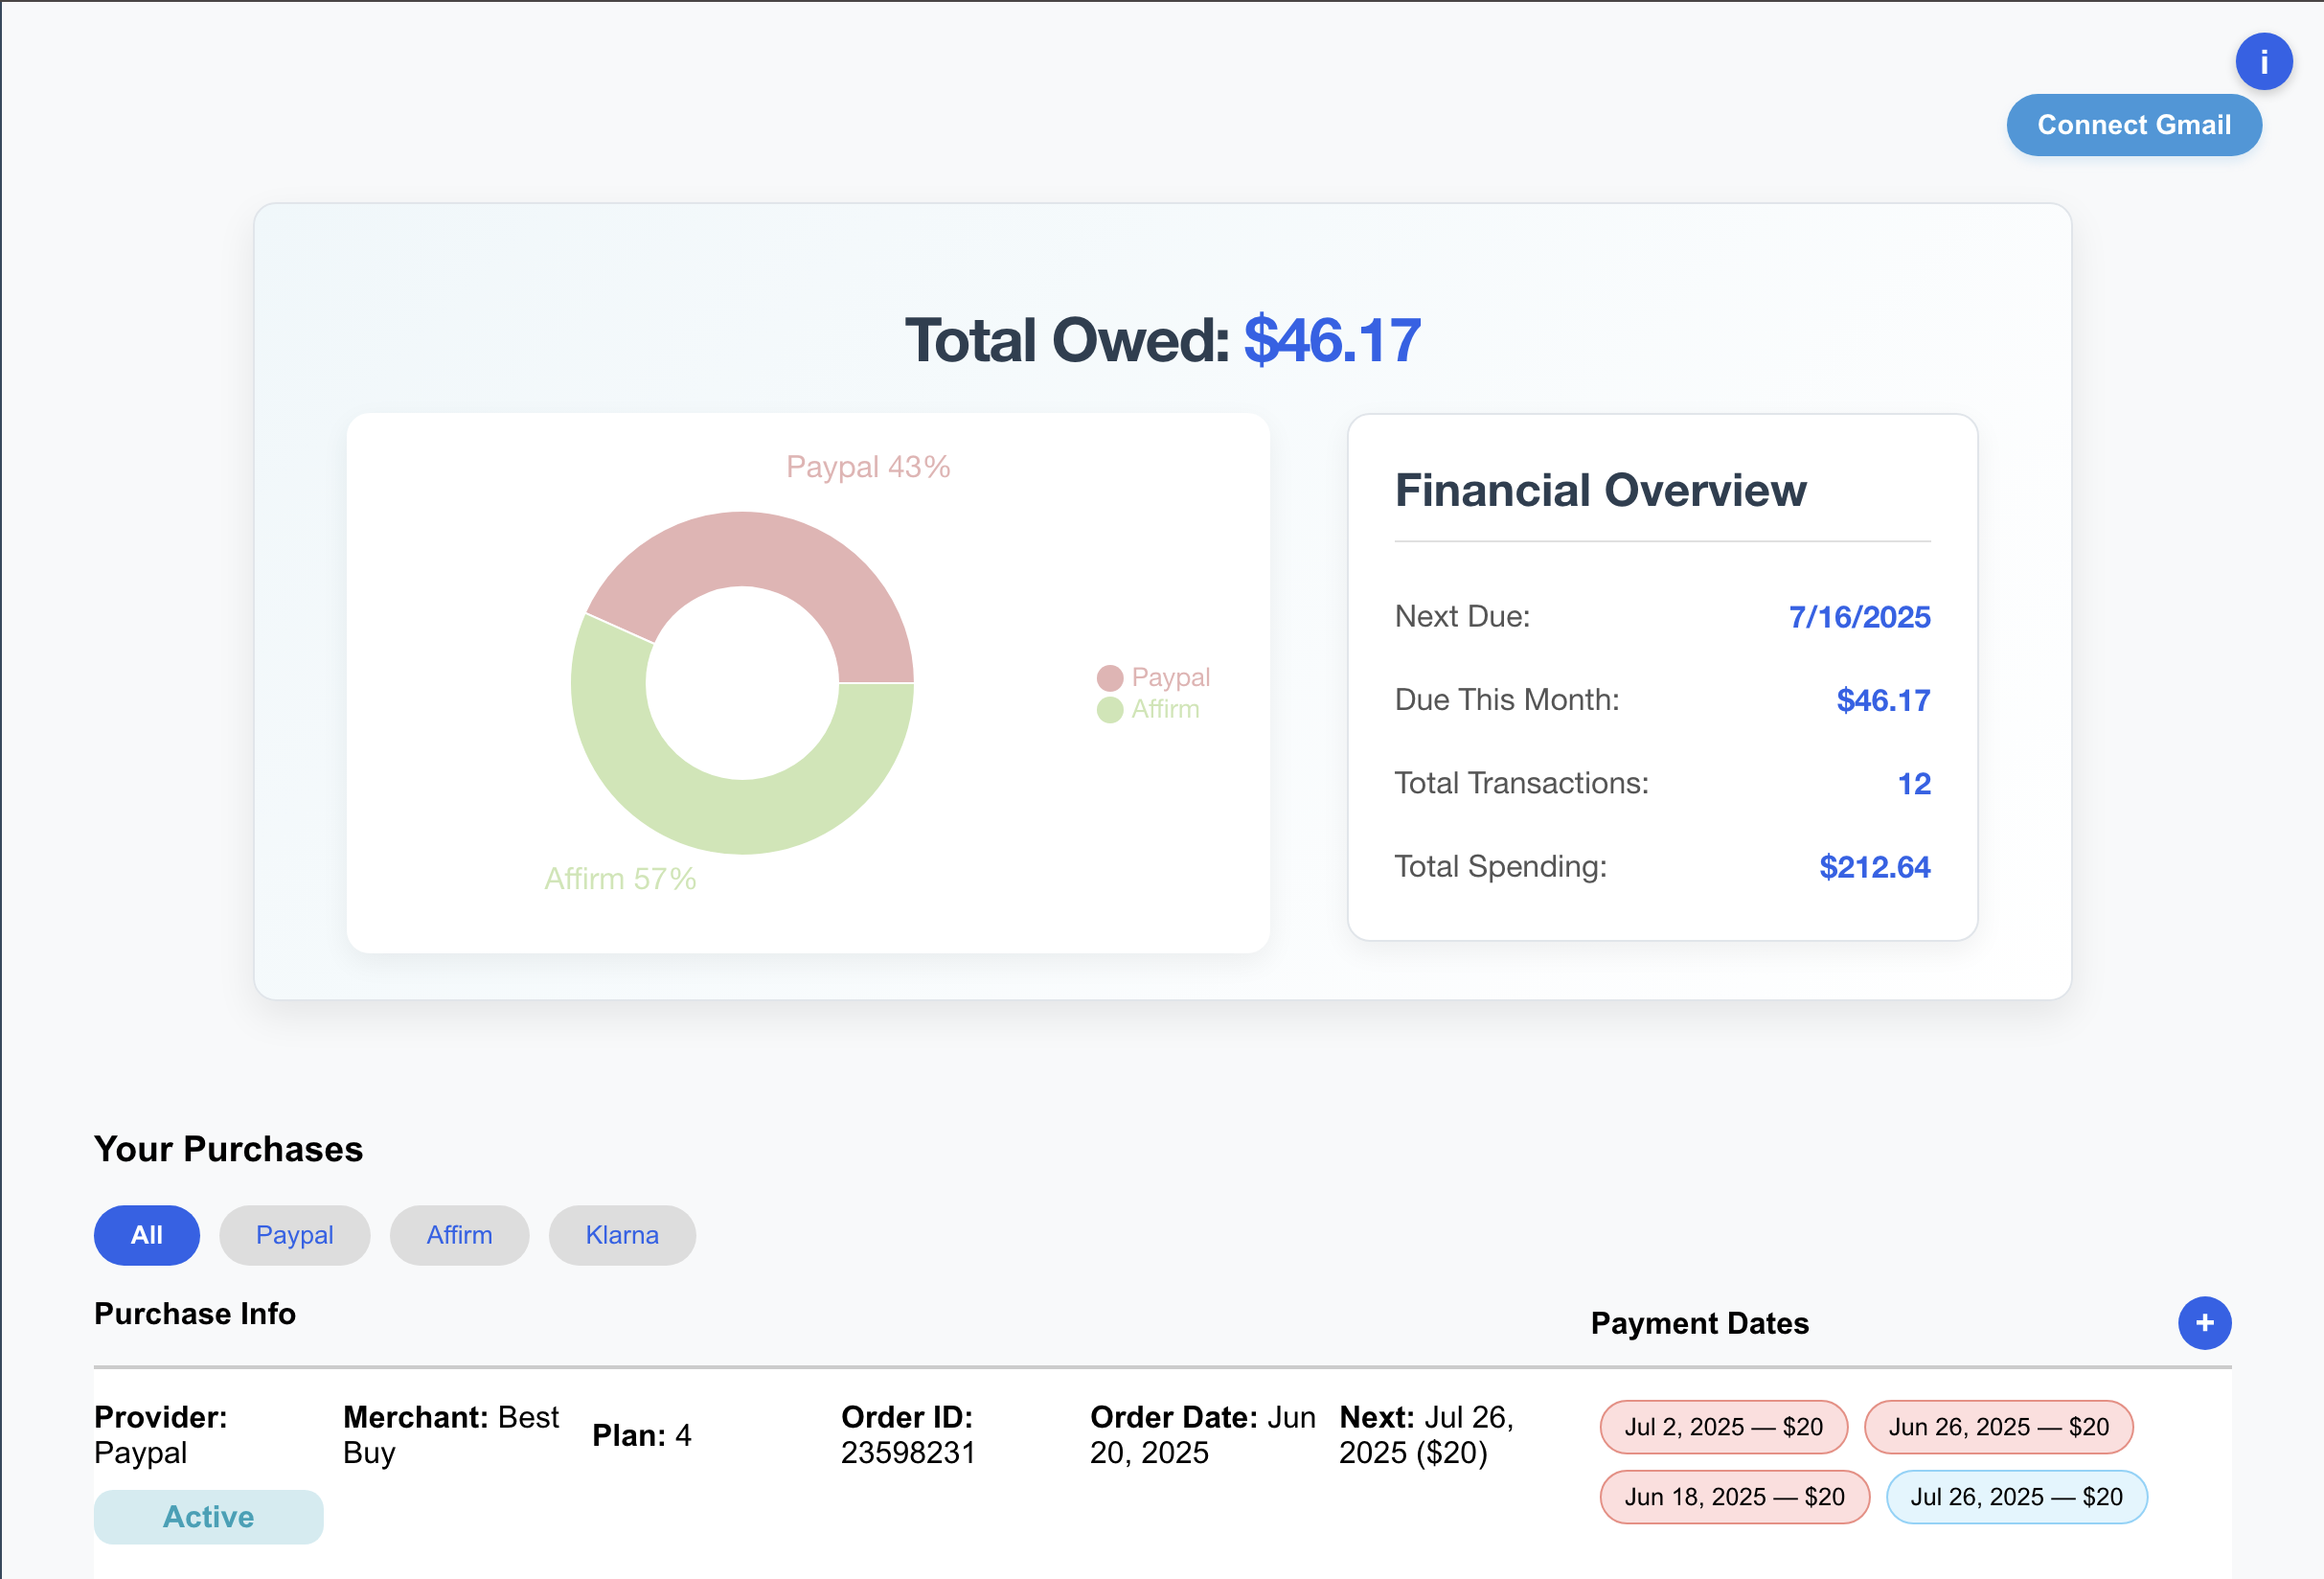 i
Connect Gmail
Total Owed: $46.17
Paypal 43%
Paypal
Affirm
Affirm 57%
Financial Overview
Next Due: 7/16/2025
Due This Month: $46.17
Total Transactions: 12
Total Spending: $212.64
Your Purchases
All Paypal Affirm Klarna
Purchase Info
Payment Dates
+
Provider:
Paypal
Active
Merchant: Best
Buy
Plan: 4
Order ID:
23598231
Order Date: Jun
20, 2025
Next: Jul 26,
2025 ($20)
Jul 2, 2025 — $20 Jun 26, 2025 — $20
Jun 18, 2025 — $20 Jul 26, 2025 — $20